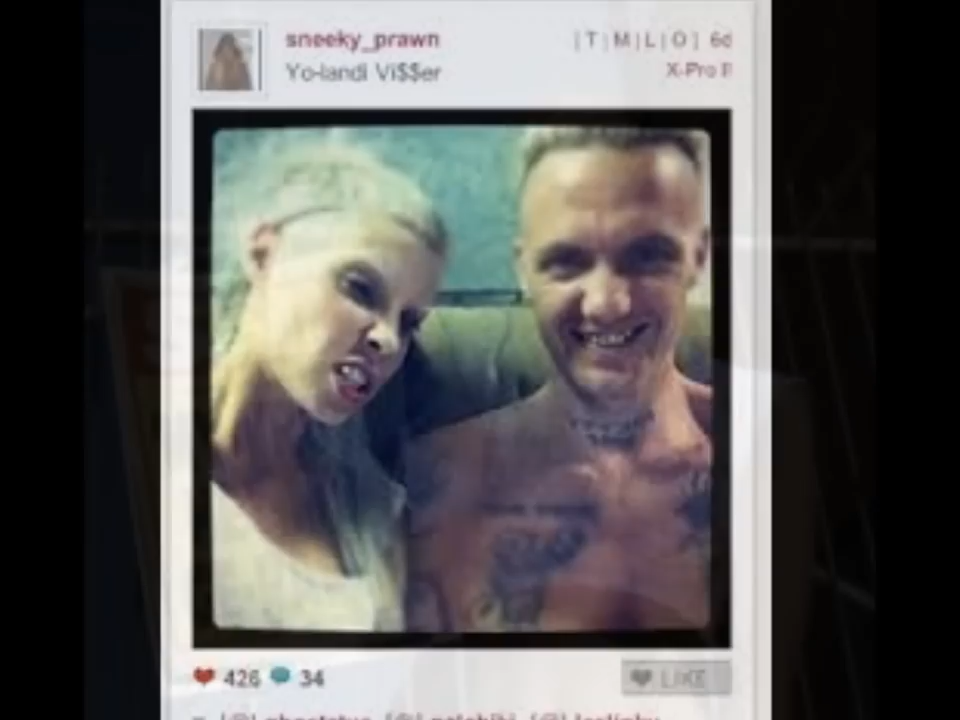 sneeky_prawn
|T|M|L|O| 6d
Yo-landi Vi$$er
X-Pro II
426
34
LIKE